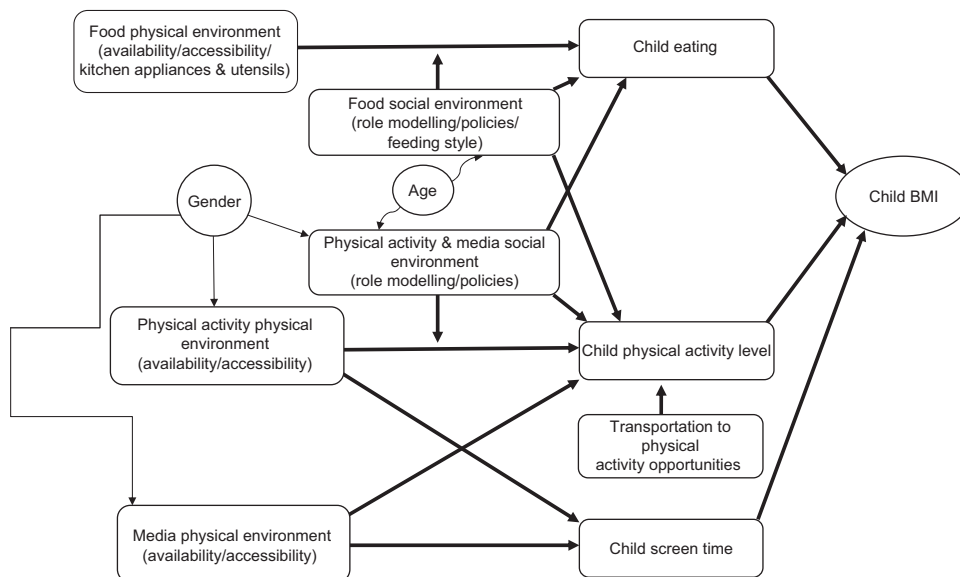 Food physical environment
(availability/accessibility/
kitchen appliances & utensils)
Child eating
Food social environment
(role modelling/policies/
feeding style)
Age
Gender
Child BMI
Physical activity & media social
environment
(role modelling/policies)
Physical activity physical
environment
(availability/accessibility)
Child physical activity level
Transportation to
physical
activity opportunities
Media physical environment
(availability/accessibility)
Child screen time